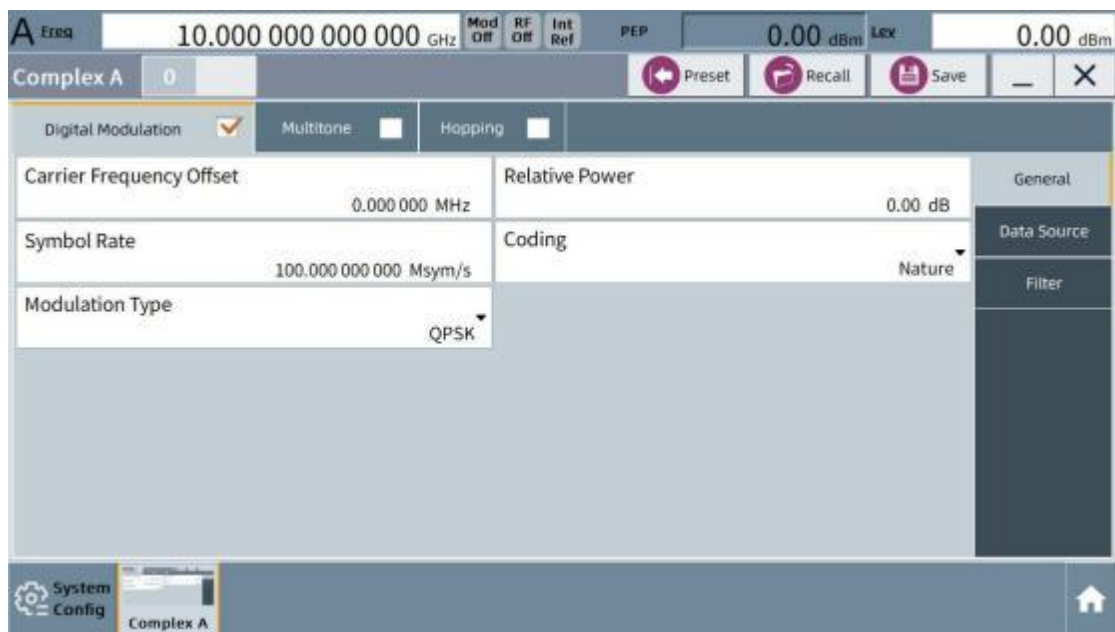 A Freq 10.000 000 000 000 GHz Mod Off RF Off Int Ref PEP 0.00 dBm Lev 0.00 dBm
Complex A 0 Preset Recall Save
Digital Modulation Multitone Hopping
Carrier Frequency Offset
0.000 000 MHz
Relative Power
0.00 dB
General
Symbol Rate
100.000 000 000 Msym/s
Coding
Nature
Data Source
Modulation Type
QPSK
Filter
System
Config
Complex A